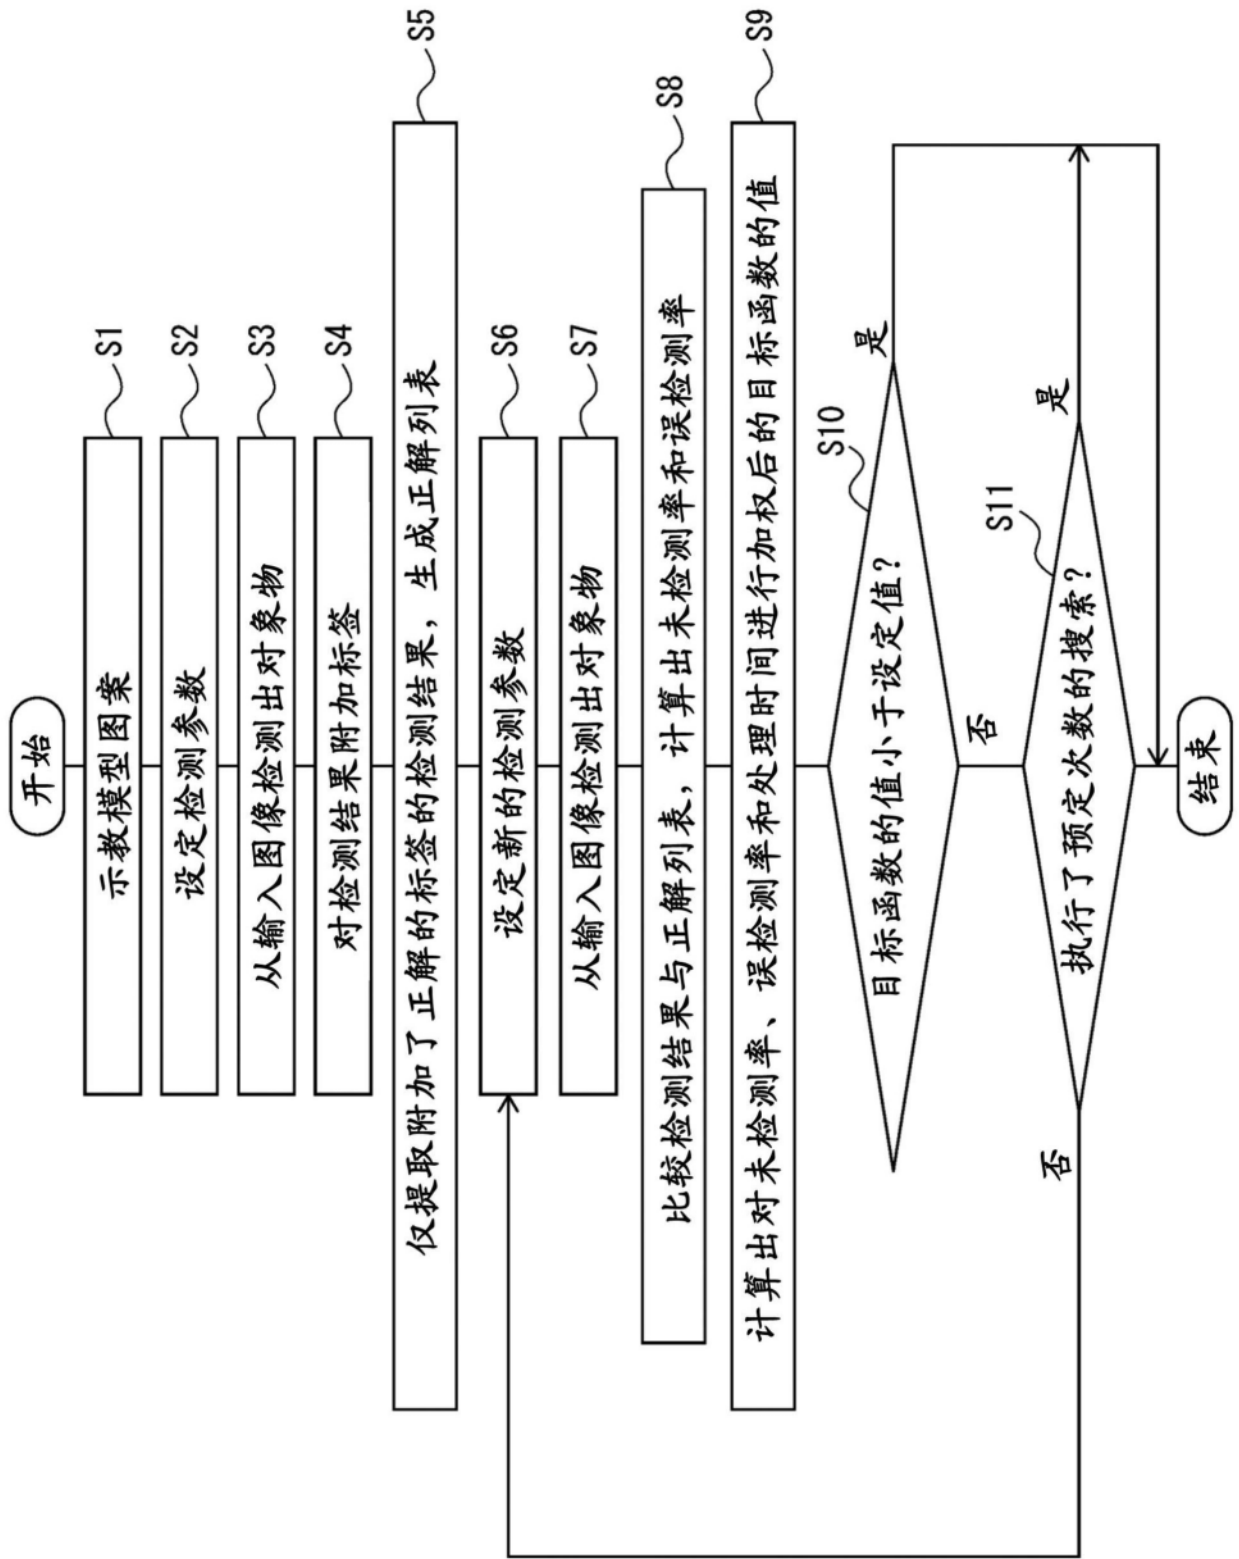 开始
示教模型图案
S1
设定检测参数
S2
从输入图像检测出对象物
S3
对检测结果附加标签
S4
仅提取附加了正解的标签的检测结果，生成正解列表
S5
设定新的检测参数
S6
从输入图像检测出对象物
S7
比较检测结果与正解列表，计算出未检测率和误检测率
S8
计算出对未检测率、误检测率和处理时间进行加权后的目标函数的值
S9
目标函数的值小于设定值？
S10
是
否
执行了预定次数的搜索？
S11
是
否
结束